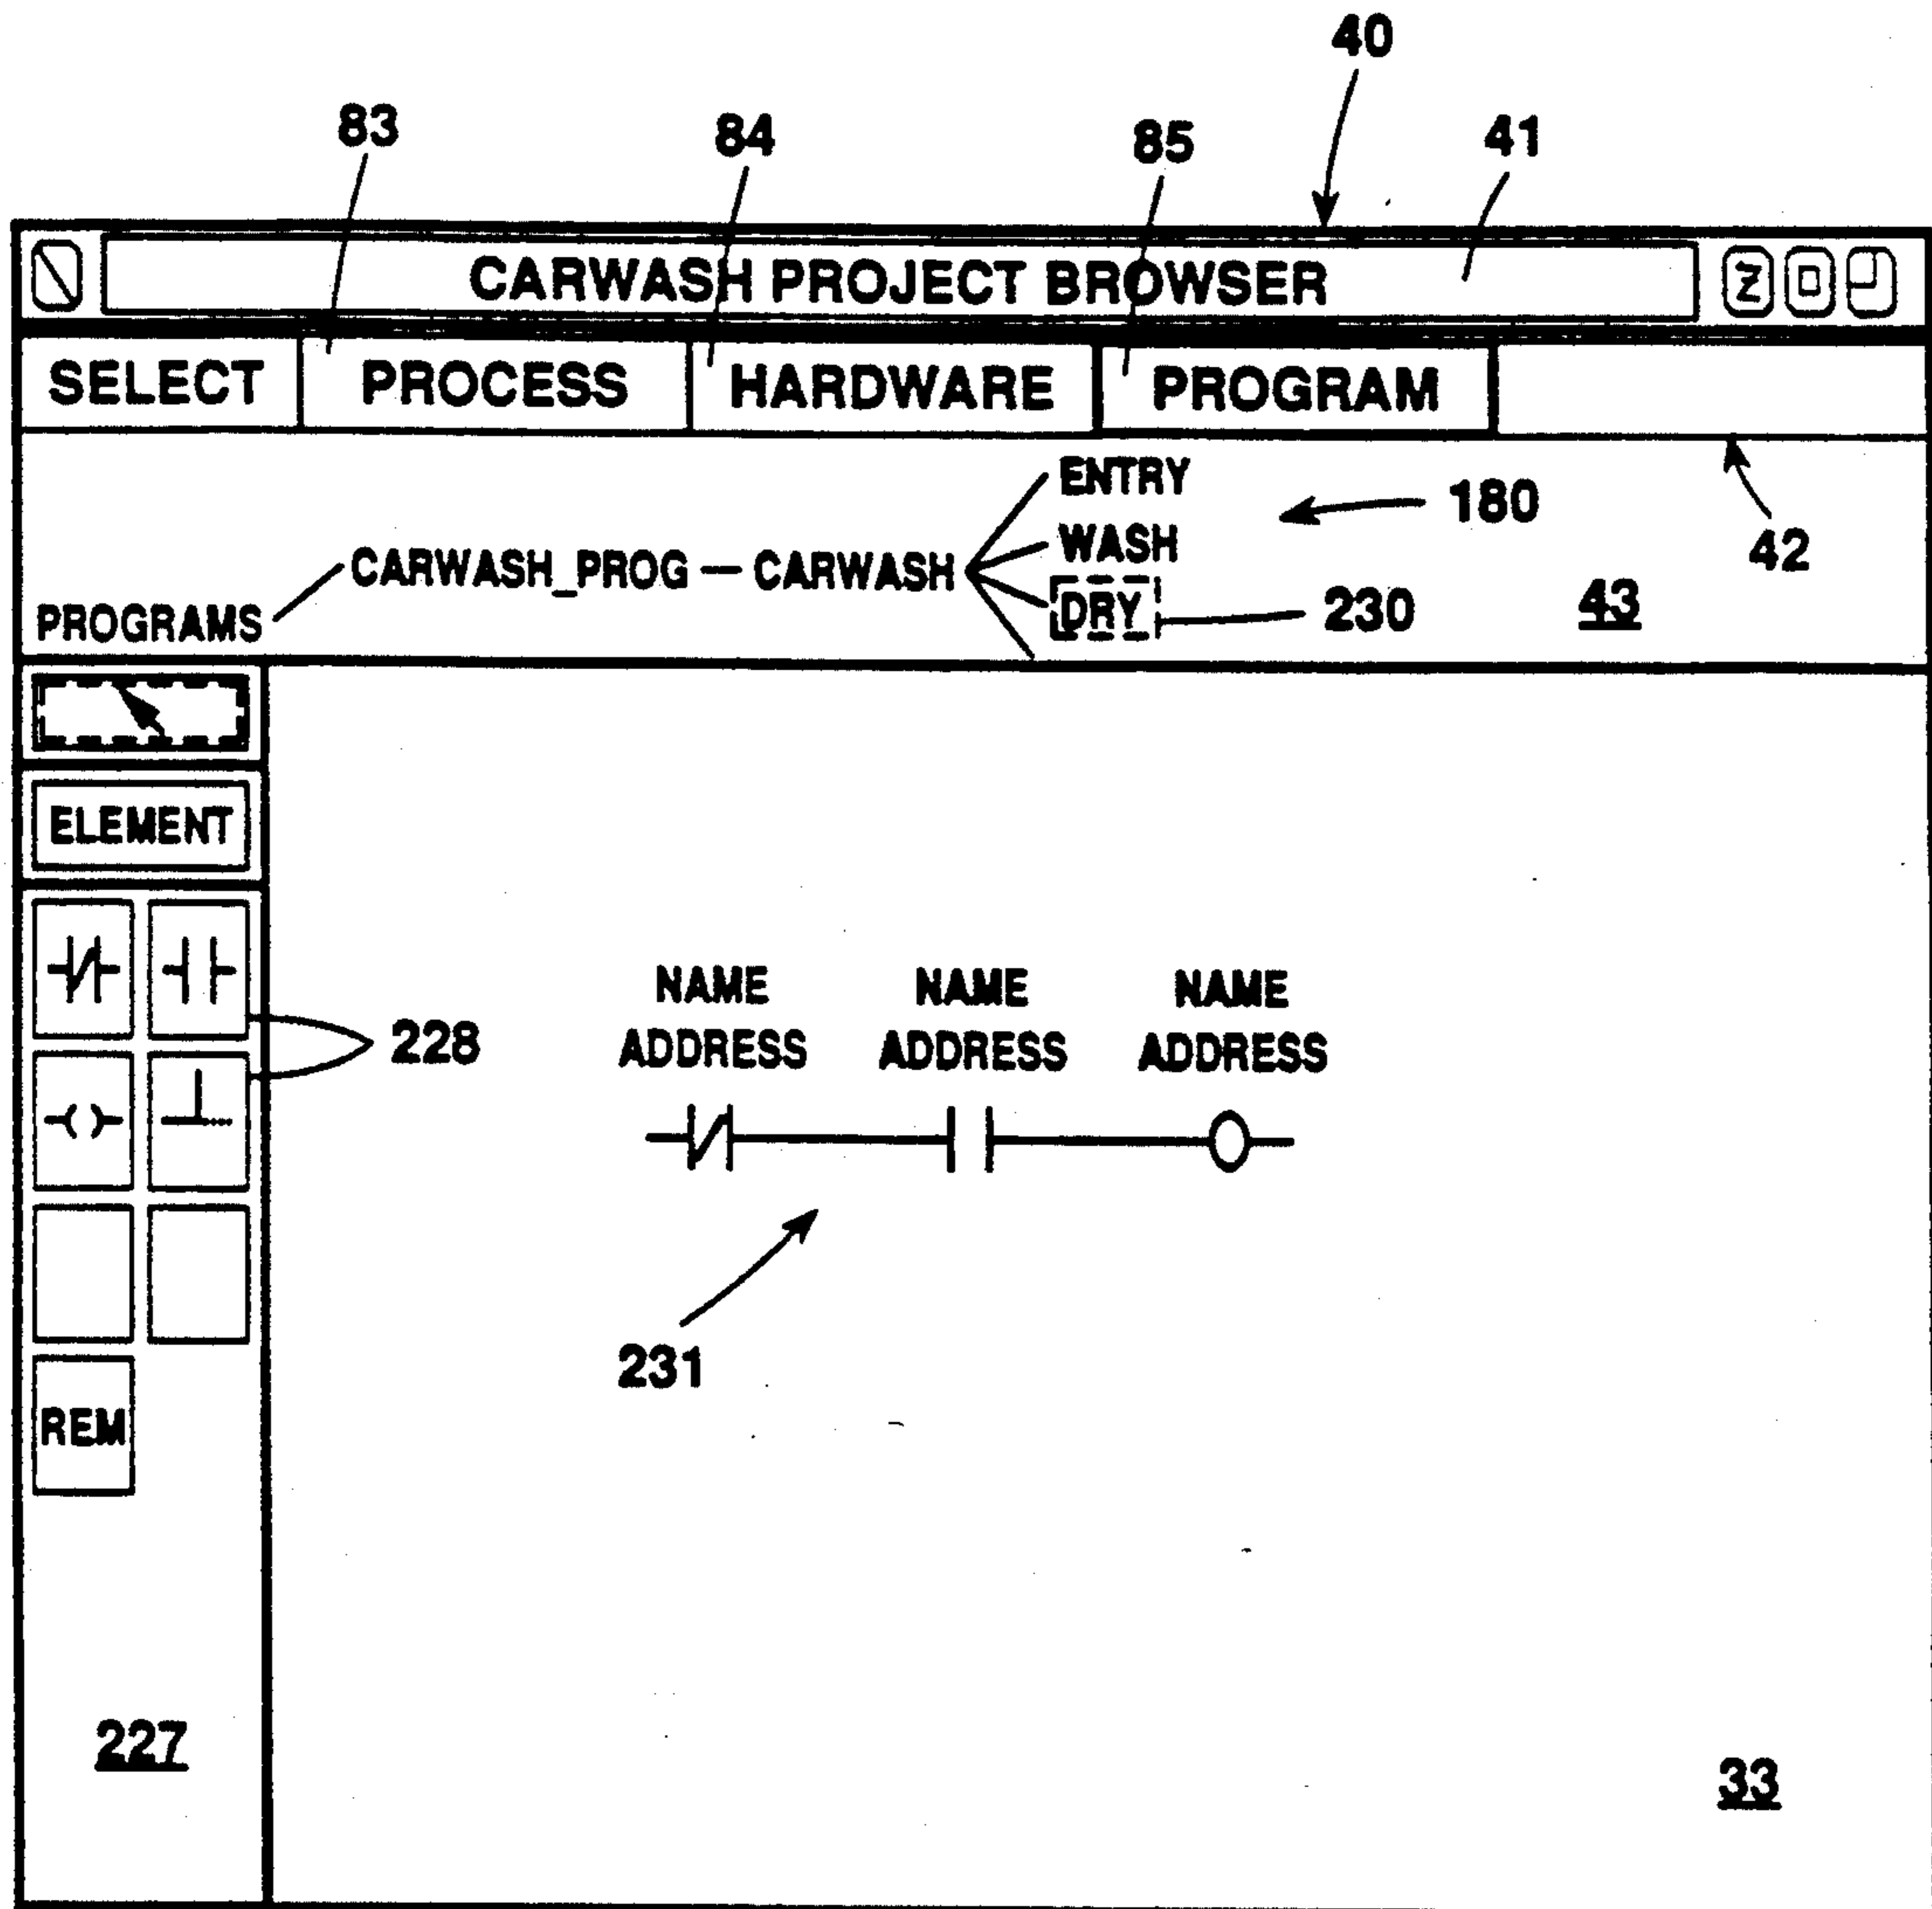 40
83
84
85
41
CARWASH PROJECT BROWSER
Z
SELECT PROCESS HARDWARE PROGRAM
ENTRY
180
WASH
42
CARWASH_PROG — CARWASH
DRY
230
43
PROGRAMS
ELEMENT
NAME NAME NAME
228
ADDRESS ADDRESS ADDRESS
231
REM
227
33